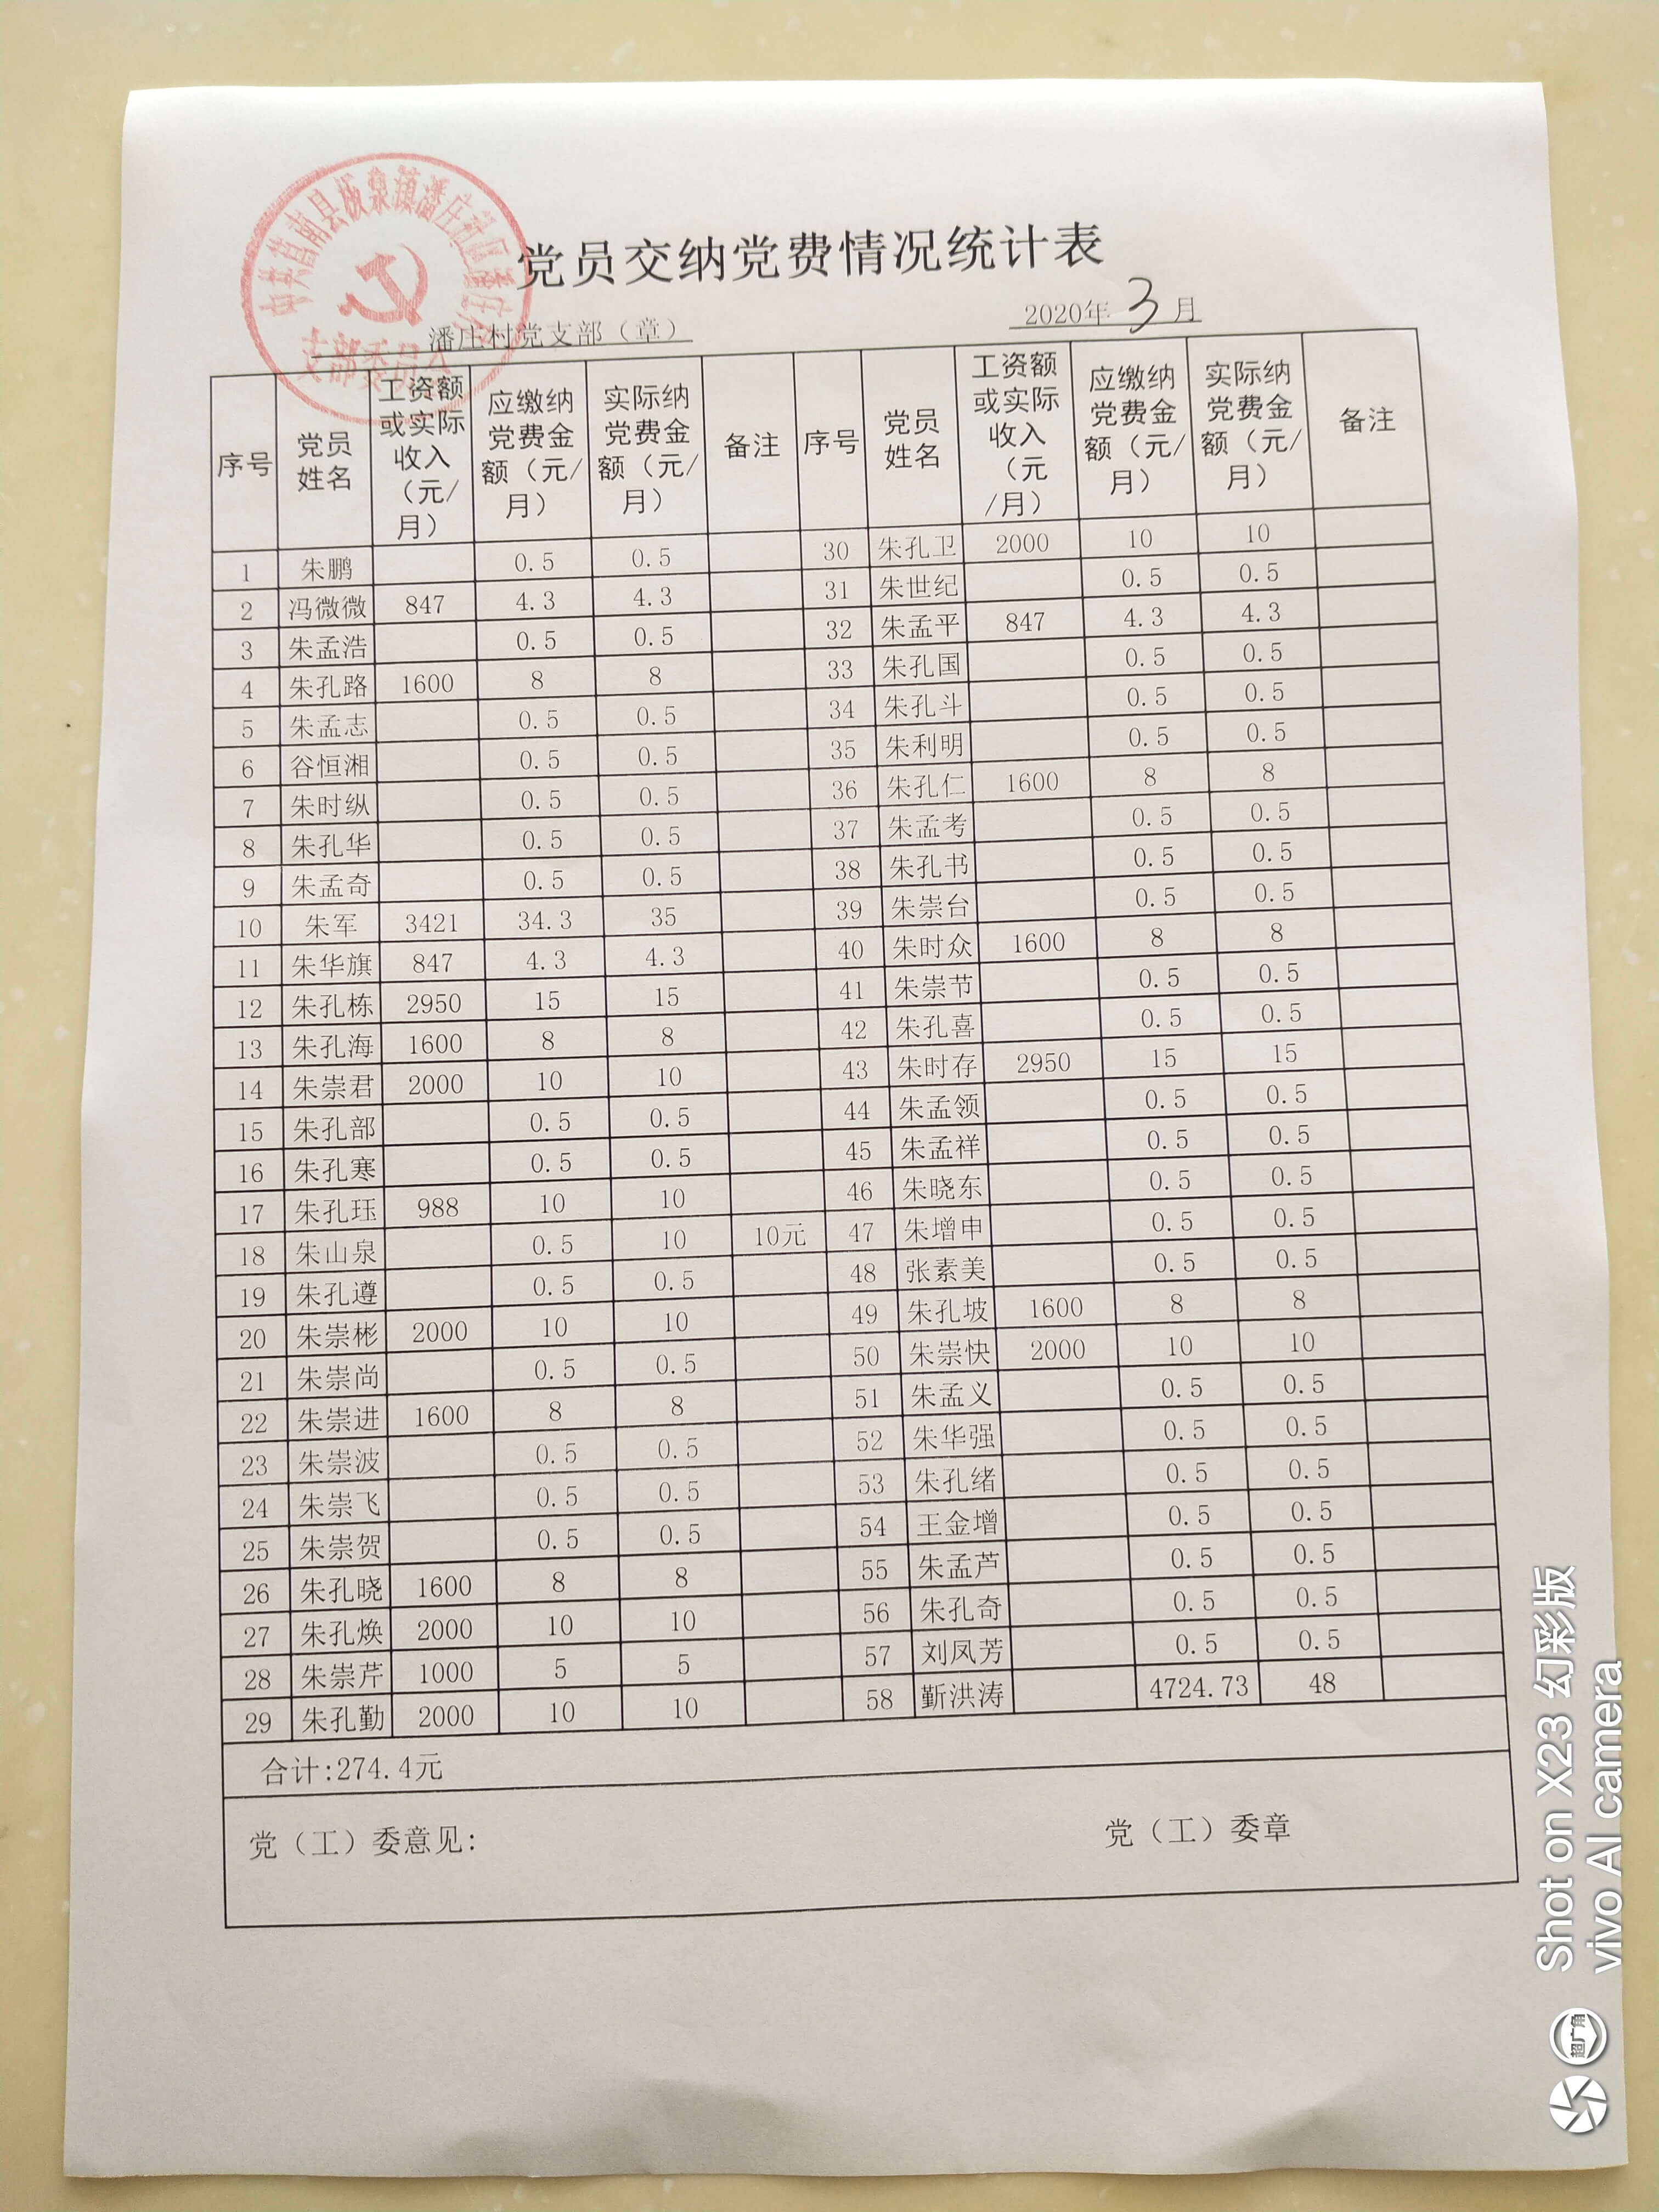 党员交纳党费情况统计表
潘庄村党支部（章） 2020年3月
支部委员会
序号 党员姓名 工资额或实际收入（元/月） 应缴纳党费金额（元/月） 实际纳党费金额（元/月） 备注 序号 党员姓名 工资额或实际收入（元/月） 应缴纳党费金额（元/月） 实际纳党费金额（元/月） 备注
1 朱鹏 0.5 0.5 30 朱孔卫 2000 10 10
2 冯微微 847 4.3 4.3 31 朱世纪 0.5 0.5
3 朱孟浩 0.5 0.5 32 朱孟平 847 4.3 4.3
4 朱孔路 1600 8 8 33 朱孔国 0.5 0.5
5 朱孟志 0.5 0.5 34 朱孔斗 0.5 0.5
6 谷恒湘 0.5 0.5 35 朱利明 0.5 0.5
7 朱时纵 0.5 0.5 36 朱孔仁 1600 8 8
8 朱孔华 0.5 0.5 37 朱孟考 0.5 0.5
9 朱孟奇 0.5 0.5 38 朱孔书 0.5 0.5
10 朱军 3421 34.3 35 39 朱崇台 0.5 0.5
11 朱华旗 847 4.3 4.3 40 朱时众 1600 8 8
12 朱孔栋 2950 15 15 41 朱崇节 0.5 0.5
13 朱孔海 1600 8 8 42 朱孔喜 0.5 0.5
14 朱崇君 2000 10 10 43 朱时存 2950 15 15
15 朱孔部 0.5 0.5 44 朱孟领 0.5 0.5
16 朱孔寒 0.5 0.5 45 朱孟祥 0.5 0.5
17 朱孔珏 988 10 10 46 朱晓东 0.5 0.5
18 朱山泉 0.5 10 10元 47 朱增申 0.5 0.5
19 朱孔遵 0.5 0.5 48 张素美 0.5 0.5
20 朱崇彬 2000 10 10 49 朱孔坡 1600 8 8
21 朱崇尚 0.5 0.5 50 朱崇快 2000 10 10
22 朱崇进 1600 8 8 51 朱孟义 0.5 0.5
23 朱崇波 0.5 0.5 52 朱华强 0.5 0.5
24 朱崇飞 0.5 0.5 53 朱孔绪 0.5 0.5
25 朱崇贺 0.5 0.5 54 王金增 0.5 0.5
26 朱孔晓 1600 8 8 55 朱孟芦 0.5 0.5
27 朱孔焕 2000 10 10 56 朱孔奇 0.5 0.5
28 朱崇芹 1000 5 5 57 刘凤芳 0.5 0.5
29 朱孔勤 2000 10 10 58 靳洪涛 4724.73 48
合计:274.4元
党（工）委意见: 党（工）委章
Shot on X23 幻彩版
vivo AI camera
超广角